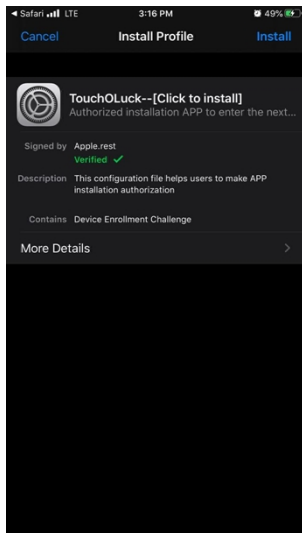 Safari LTE 3:16 PM 49%
Cancel Install Profile Install
TouchOLuck--[Click to install]
Authorized installation APP to enter the next...
Signed by Apple.rest
Verified ✓
Description This configuration file helps users to make APP
installation authorization
Contains Device Enrollment Challenge
More Details